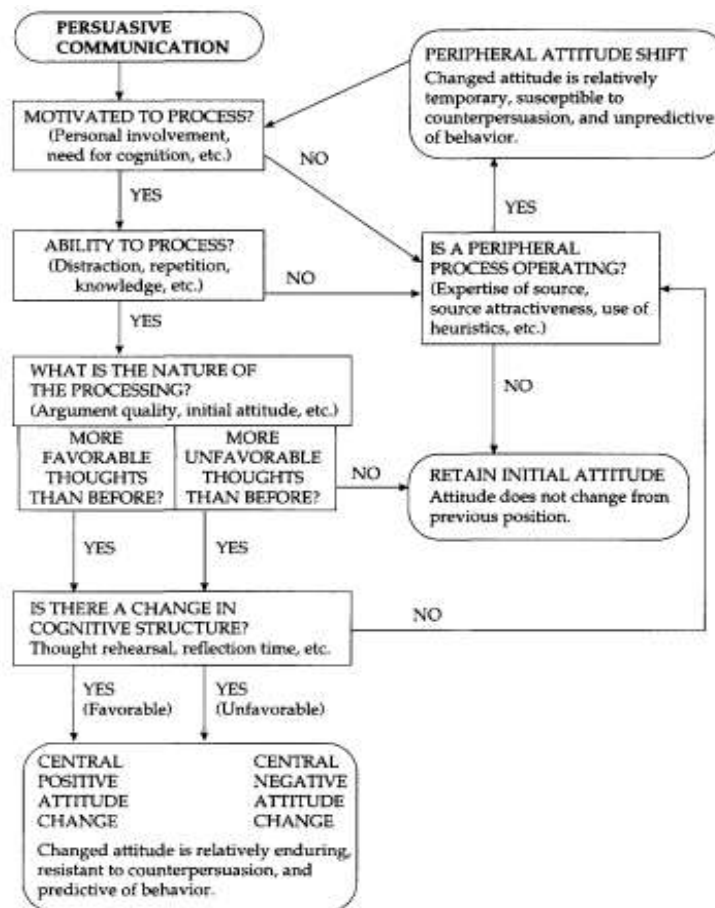 PERSUASIVE
COMMUNICATION
PERIPHERAL ATTITUDE SHIFT
Changed attitude is relatively
temporary, susceptible to
counterpersuasion, and unpredictive
of behavior.
MOTIVATED TO PROCESS?
(Personal involvement,
need for cognition, etc.)
NO
YES
YES
ABILITY TO PROCESS?
(Distraction, repetition,
knowledge, etc.)
NO
IS A PERIPHERAL
PROCESS OPERATING?
(Expertise of source,
source attractiveness, use of
heuristics, etc.)
YES
WHAT IS THE NATURE OF
THE PROCESSING?
(Argument quality, initial attitude, etc.)
NO
MORE
FAVORABLE
THOUGHTS
THAN BEFORE?
MORE
UNFAVORABLE
THOUGHTS
THAN BEFORE?
NO
RETAIN INITIAL ATTITUDE
Attitude does not change from
previous position.
YES
YES
IS THERE A CHANGE IN
COGNITIVE STRUCTURE?
Thought rehearsal, reflection time, etc.
NO
YES
(Favorable)
YES
(Unfavorable)
CENTRAL
POSITIVE
ATTITUDE
CHANGE
CENTRAL
NEGATIVE
ATTITUDE
CHANGE
Changed attitude is relatively enduring,
resistant to counterpersuasion, and
predictive of behavior.